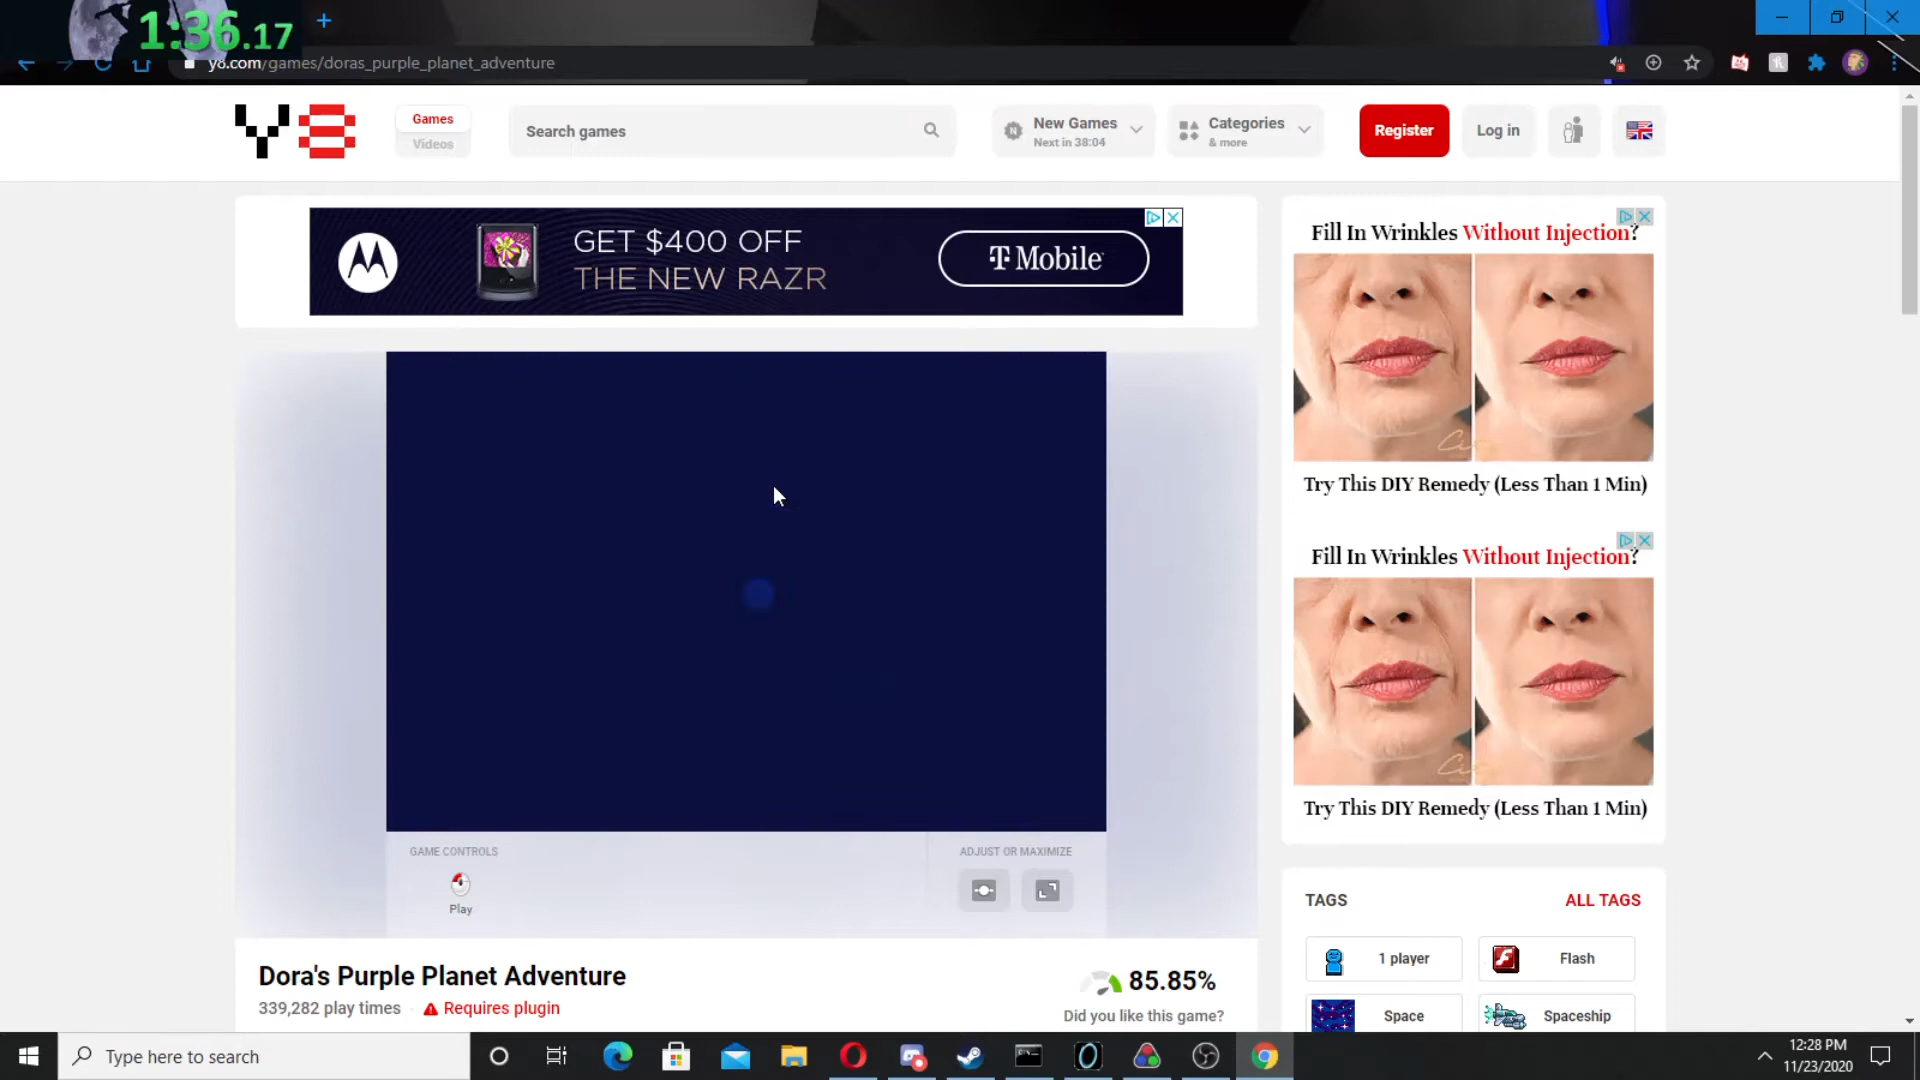 1:36.17
y8.com/games/doras_purple_planet_adventure
Y8
Games
Videos
Search games
New Games
Next in 38:04
Categories
& more
Register
Log in
GET $400 OFF
THE NEW RAZR
T Mobile
Fill In Wrinkles Without Injection?
Try This DIY Remedy (Less Than 1 Min)
Fill In Wrinkles Without Injection?
Try This DIY Remedy (Less Than 1 Min)
GAME CONTROLS
Play
ADJUST OR MAXIMIZE
TAGS
ALL TAGS
1 player
Flash
Space
Spaceship
Dora's Purple Planet Adventure
85.85%
339,282 play times · Requires plugin
Did you like this game?
Type here to search
12:28 PM
11/23/2020